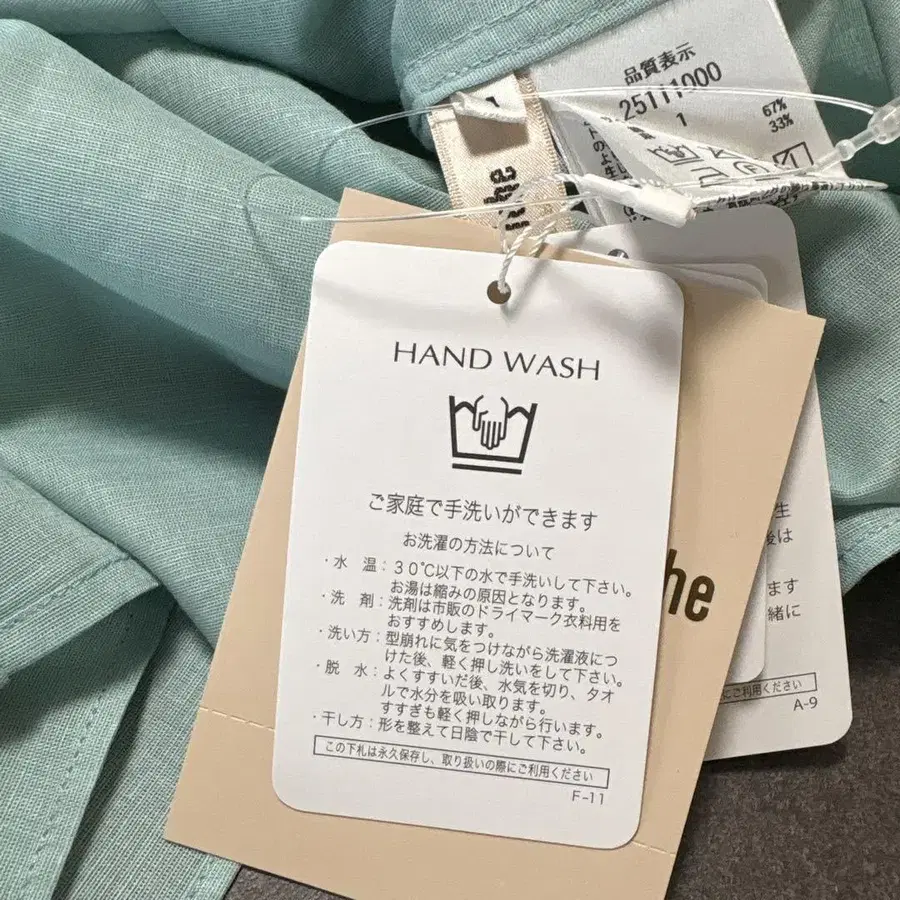 品質表示
25111000
1
67%
33%
HAND WASH
ご家庭で手洗いができます
お洗濯の方法について
・水　温：30℃以下の水で手洗いして下さい。
お湯は縮みの原因となります。
・洗　剤：洗剤は市販のドライマーク衣料用を
おすすめします。
・洗い方：型崩れに気をつけながら洗濯液につ
けた後、軽く押し洗いをして下さい。
・脱　水：よくすすいだ後、水気を切り、タオ
ルで水分を吸い取ります。
すすぎも軽く押しながら行います。
・干し方：形を整えて日陰で干して下さい。
この下札は永久保存し、取り扱いの際にご利用ください
F-11
he
生
後は
ます
緒に
にご利用ください
A-9